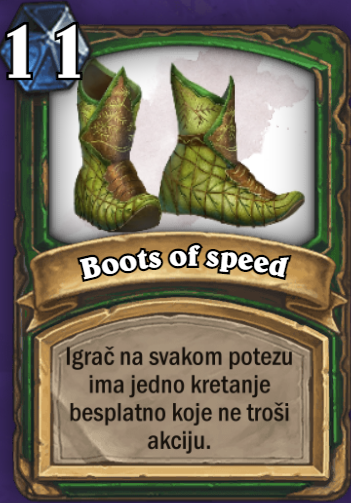 11
Boots of speed
Igrač na svakom potezu
ima jedno kretanje
besplatno koje ne troši
akciju.